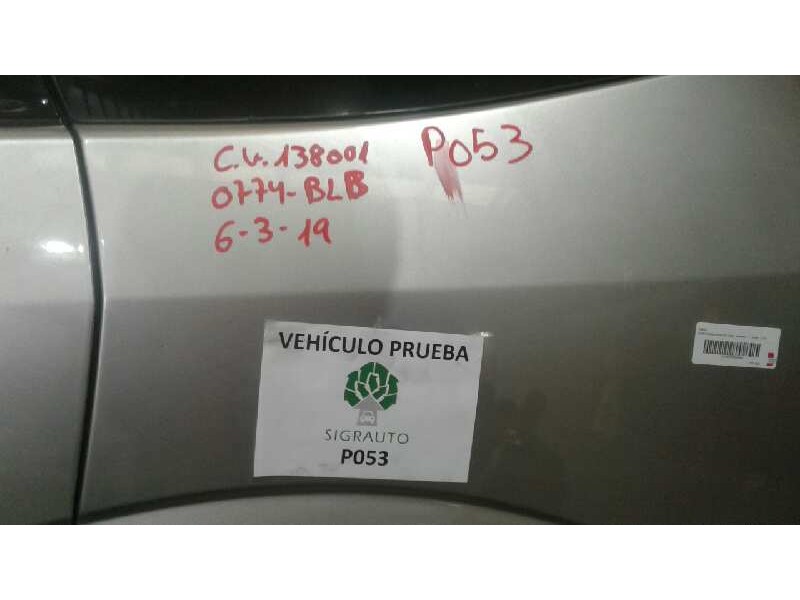 C.V. 138001
P053
0774-BLB
6-3-19
VEHÍCULO PRUEBA
SIGRAUTO
P053